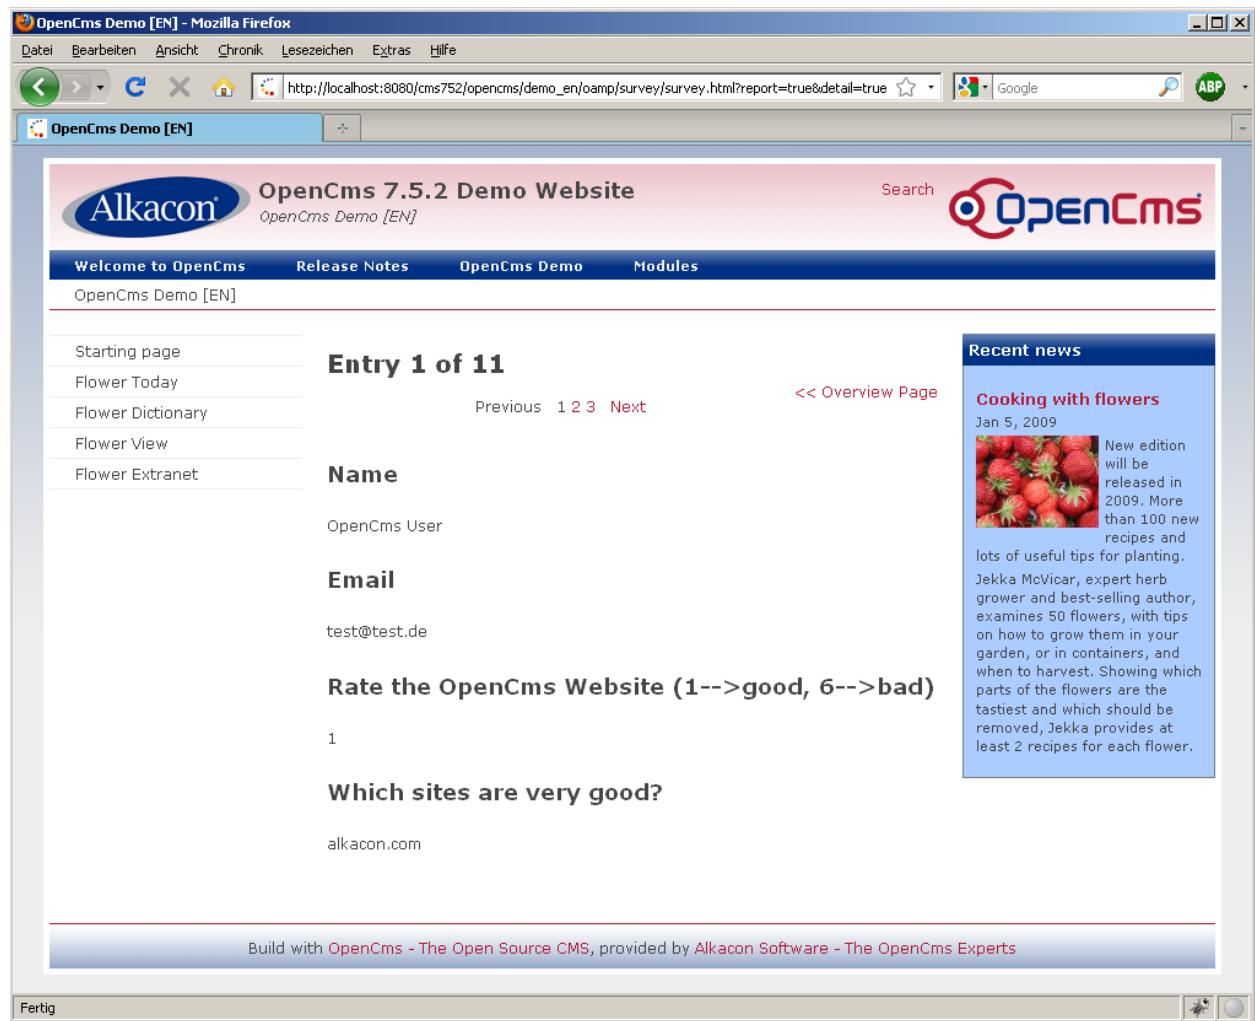 OpenCms Demo [EN] - Mozilla Firefox
Datei Bearbeiten Ansicht Chronik Lesezeichen Extras Hilfe
http://localhost:8080/cms752/opencms/demo_en/oamp/survey/survey.html?report=true&detail=true
Google
ABP
OpenCms Demo [EN]
Alkacon
OpenCms 7.5.2 Demo Website
OpenCms Demo [EN]
Search
OpenCms
Welcome to OpenCms Release Notes OpenCms Demo Modules
OpenCms Demo [EN]
Starting page
Flower Today
Flower Dictionary
Flower View
Flower Extranet
Entry 1 of 11
<< Overview Page
Previous 1 2 3 Next
Name
OpenCms User
Email
test@test.de
Rate the OpenCms Website (1-->good, 6-->bad)
1
Which sites are very good?
alkacon.com
Recent news
Cooking with flowers
Jan 5, 2009
New edition
will be
released in
2009. More
than 100 new
recipes and
lots of useful tips for planting.
Jekka McVicar, expert herb
grower and best-selling author,
examines 50 flowers, with tips
on how to grow them in your
garden, or in containers, and
when to harvest. Showing which
parts of the flowers are the
tastiest and which should be
removed, Jekka provides at
least 2 recipes for each flower.
Build with OpenCms - The Open Source CMS, provided by Alkacon Software - The OpenCms Experts
Fertig